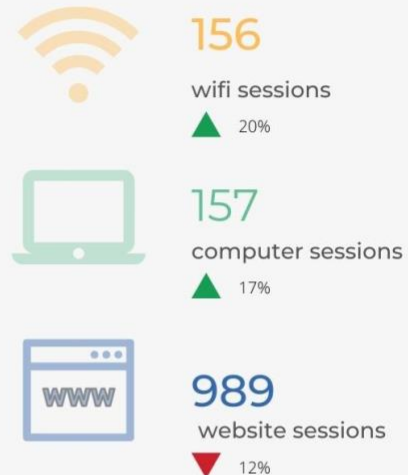 156
wifi sessions
20%
157
computer sessions
17%
www
989
website sessions
12%